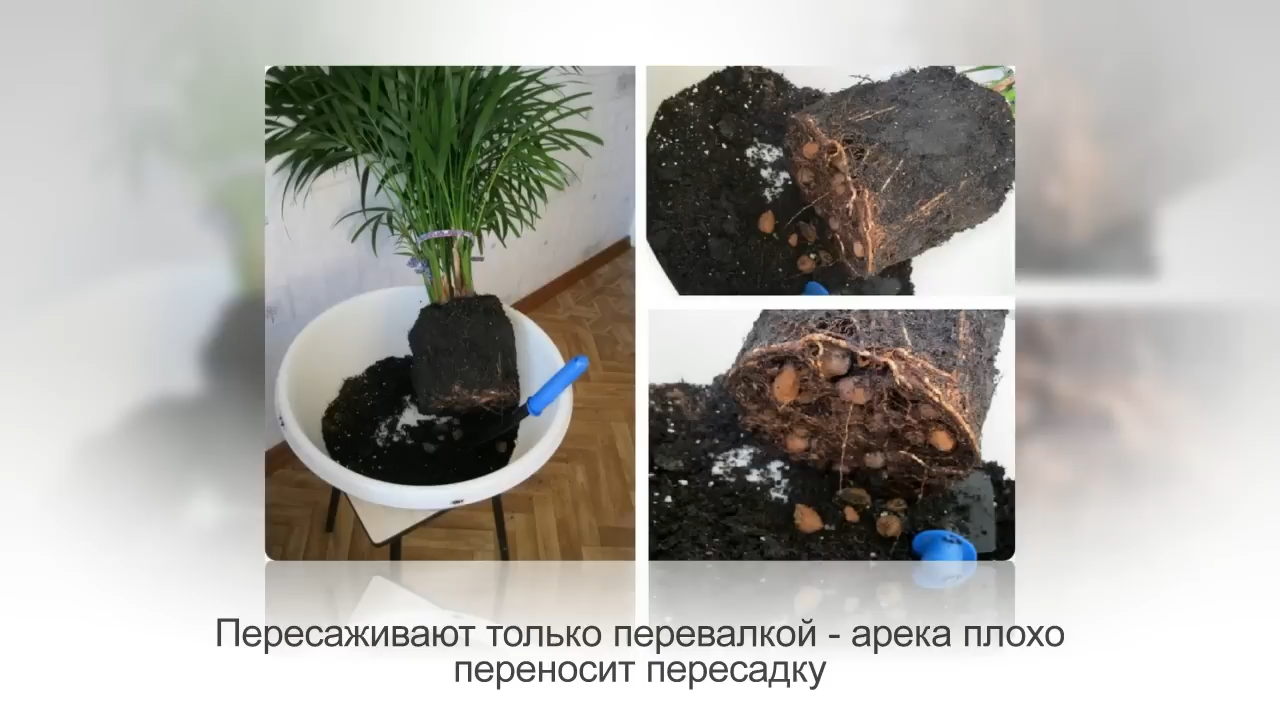 Пересаживают только перевалкой - арека плохо
переносит пересадку